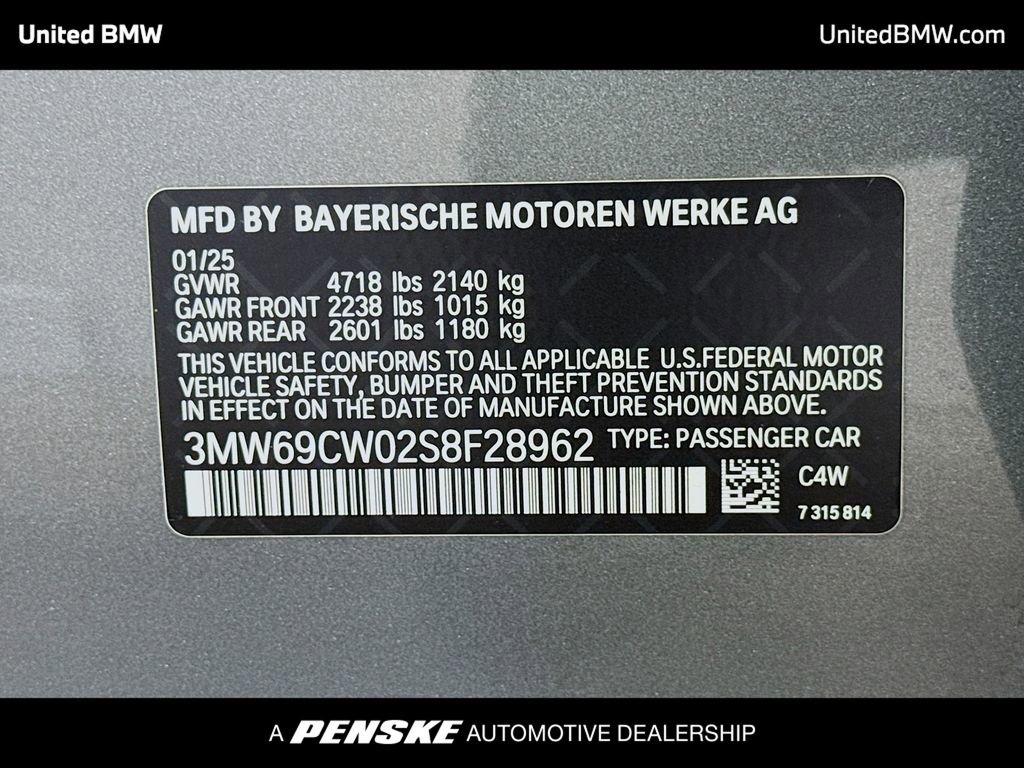 United BMW
UnitedBMW.com
MFD BY BAYERISCHE MOTOREN WERKE AG
01/25
GVWR 4718 lbs 2140 kg
GAWR FRONT 2238 lbs 1015 kg
GAWR REAR 2601 lbs 1180 kg
THIS VEHICLE CONFORMS TO ALL APPLICABLE U.S.FEDERAL MOTOR
VEHICLE SAFETY, BUMPER AND THEFT PREVENTION STANDARDS
IN EFFECT ON THE DATE OF MANUFACTURE SHOWN ABOVE.
3MW69CW02S8F28962 TYPE: PASSENGER CAR
C4W
7 315 814
A PENSKE AUTOMOTIVE DEALERSHIP